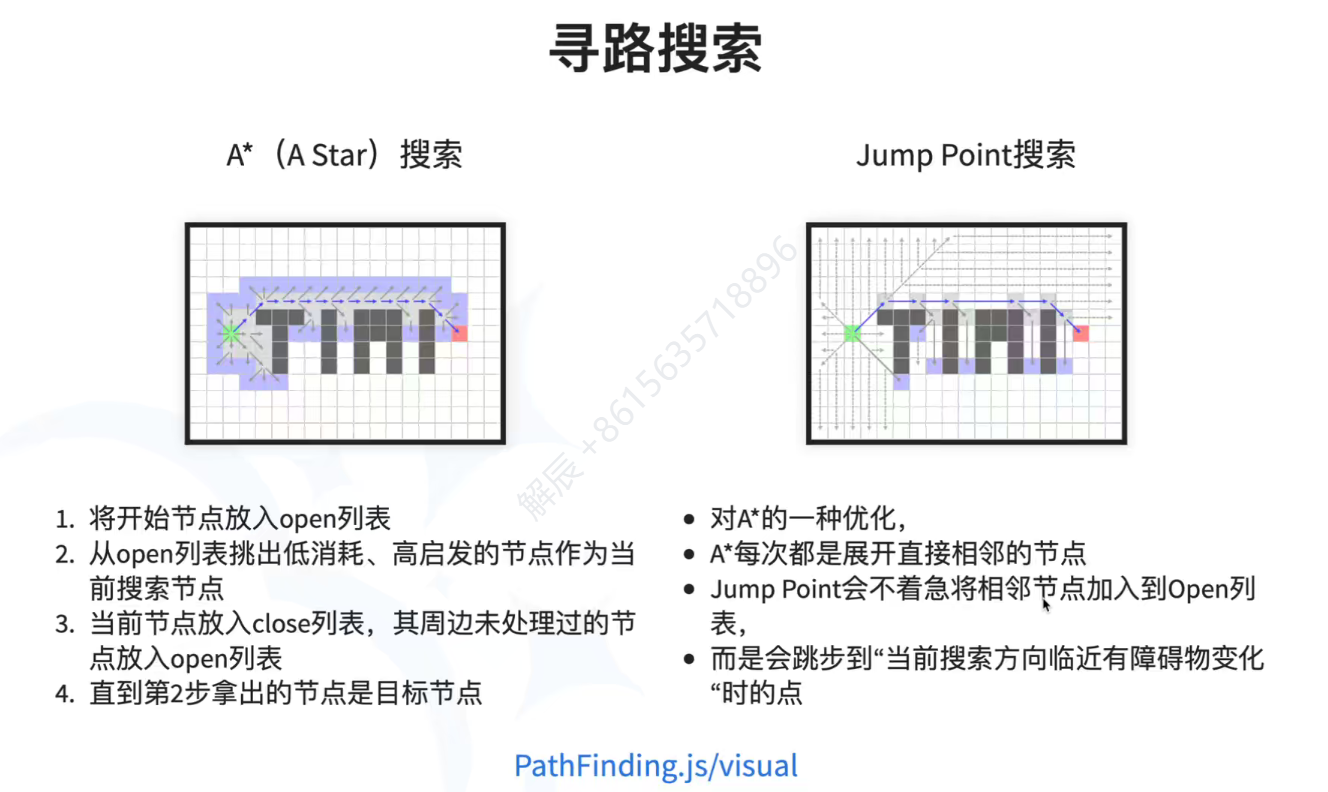 寻路搜索
A*（A Star）搜索
Jump Point搜索
解辰 +8615635718896
1. 将开始节点放入open列表
2. 从open列表挑出低消耗、高启发的节点作为当
前搜索节点
3. 当前节点放入close列表，其周边未处理过的节
点放入open列表
4. 直到第2步拿出的节点是目标节点
• 对A*的一种优化，
• A*每次都是展开直接相邻的节点
• Jump Point会不着急将相邻节点加入到Open列
表，
• 而是会跳步到“当前搜索方向临近有障碍物变化
“时的点
PathFinding.js/visual